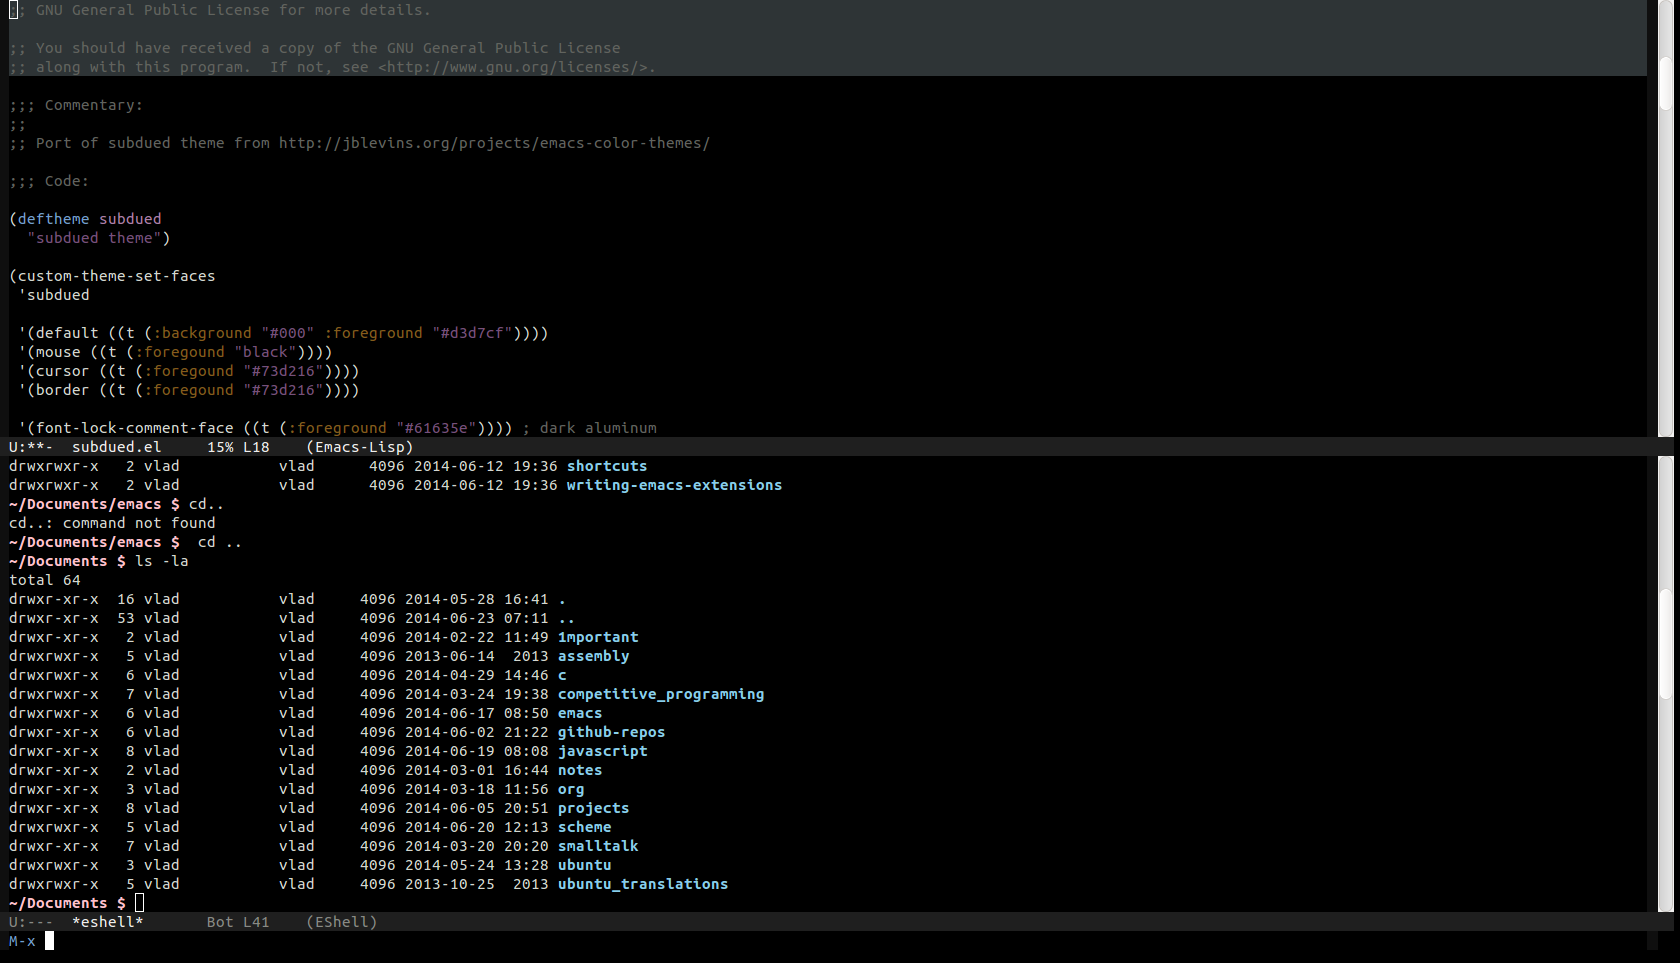 ;; GNU General Public License for more details.
;; You should have received a copy of the GNU General Public License
;; along with this program.  If not, see <http://www.gnu.org/licenses/>.
;;; Commentary:
;;
;; Port of subdued theme from http://jblevins.org/projects/emacs-color-themes/
;;; Code:
(deftheme subdued
  "subdued theme")
(custom-theme-set-faces
 'subdued
 '(default ((t (:background "#000" :foreground "#d3d7cf"))))
 '(mouse ((t (:foregound "black"))))
 '(cursor ((t (:foregound "#73d216"))))
 '(border ((t (:foregound "#73d216"))))
 '(font-lock-comment-face ((t (:foreground "#61635e")))) ; dark aluminum
U:**-  subdued.el     15% L18    (Emacs-Lisp)
drwxrwxr-x   2 vlad           vlad      4096 2014-06-12 19:36 shortcuts
drwxrwxr-x   2 vlad           vlad      4096 2014-06-12 19:36 writing-emacs-extensions
~/Documents/emacs $ cd..
cd..: command not found
~/Documents/emacs $  cd ..
~/Documents $ ls -la
total 64
drwxr-xr-x  16 vlad           vlad     4096 2014-05-28 16:41 .
drwxr-xr-x  53 vlad           vlad     4096 2014-06-23 07:11 ..
drwxr-xr-x   2 vlad           vlad     4096 2014-02-22 11:49 1mportant
drwxrwxr-x   5 vlad           vlad     4096 2013-06-14  2013 assembly
drwxrwxr-x   6 vlad           vlad     4096 2014-04-29 14:46 c
drwxrwxr-x   7 vlad           vlad     4096 2014-03-24 19:38 competitive_programming
drwxrwxr-x   6 vlad           vlad     4096 2014-06-17 08:50 emacs
drwxrwxr-x   6 vlad           vlad     4096 2014-06-02 21:22 github-repos
drwxrwxr-x   8 vlad           vlad     4096 2014-06-19 08:08 javascript
drwxr-xr-x   2 vlad           vlad     4096 2014-03-01 16:44 notes
drwxr-xr-x   3 vlad           vlad     4096 2014-03-18 11:56 org
drwxr-xr-x   8 vlad           vlad     4096 2014-06-05 20:51 projects
drwxrwxr-x   5 vlad           vlad     4096 2014-06-20 12:13 scheme
drwxrwxr-x   7 vlad           vlad     4096 2014-03-20 20:20 smalltalk
drwxrwxr-x   3 vlad           vlad     4096 2014-05-24 13:28 ubuntu
drwxrwxr-x   5 vlad           vlad     4096 2013-10-25  2013 ubuntu_translations
~/Documents $
U:---  *eshell*       Bot L41    (EShell)
M-x